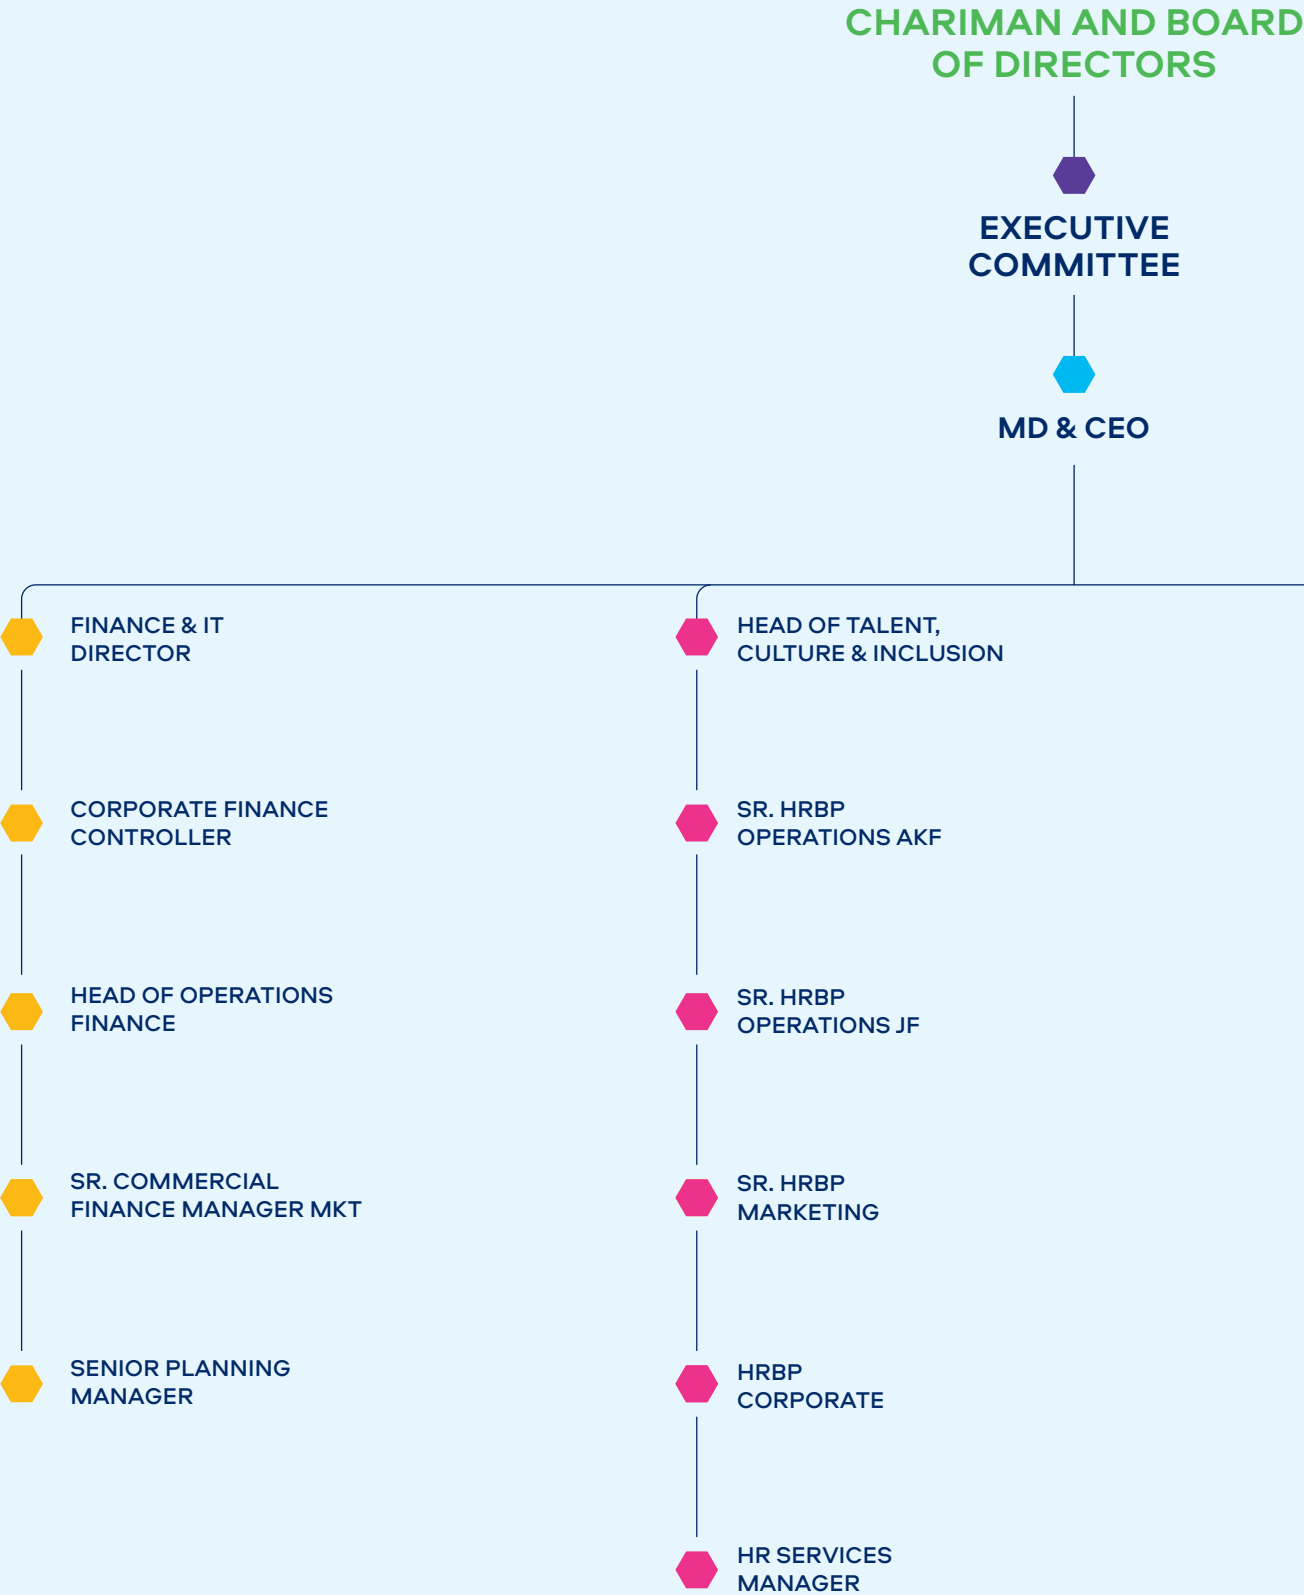 CHARIMAN AND BOARD
OF DIRECTORS
EXECUTIVE
COMMITTEE
MD & CEO
FINANCE & IT
DIRECTOR
CORPORATE FINANCE
CONTROLLER
HEAD OF OPERATIONS
FINANCE
SR. COMMERCIAL
FINANCE MANAGER MKT
SENIOR PLANNING
MANAGER
HEAD OF TALENT,
CULTURE & INCLUSION
SR. HRBP
OPERATIONS AKF
SR. HRBP
OPERATIONS JF
SR. HRBP
MARKETING
HRBP
CORPORATE
HR SERVICES
MANAGER